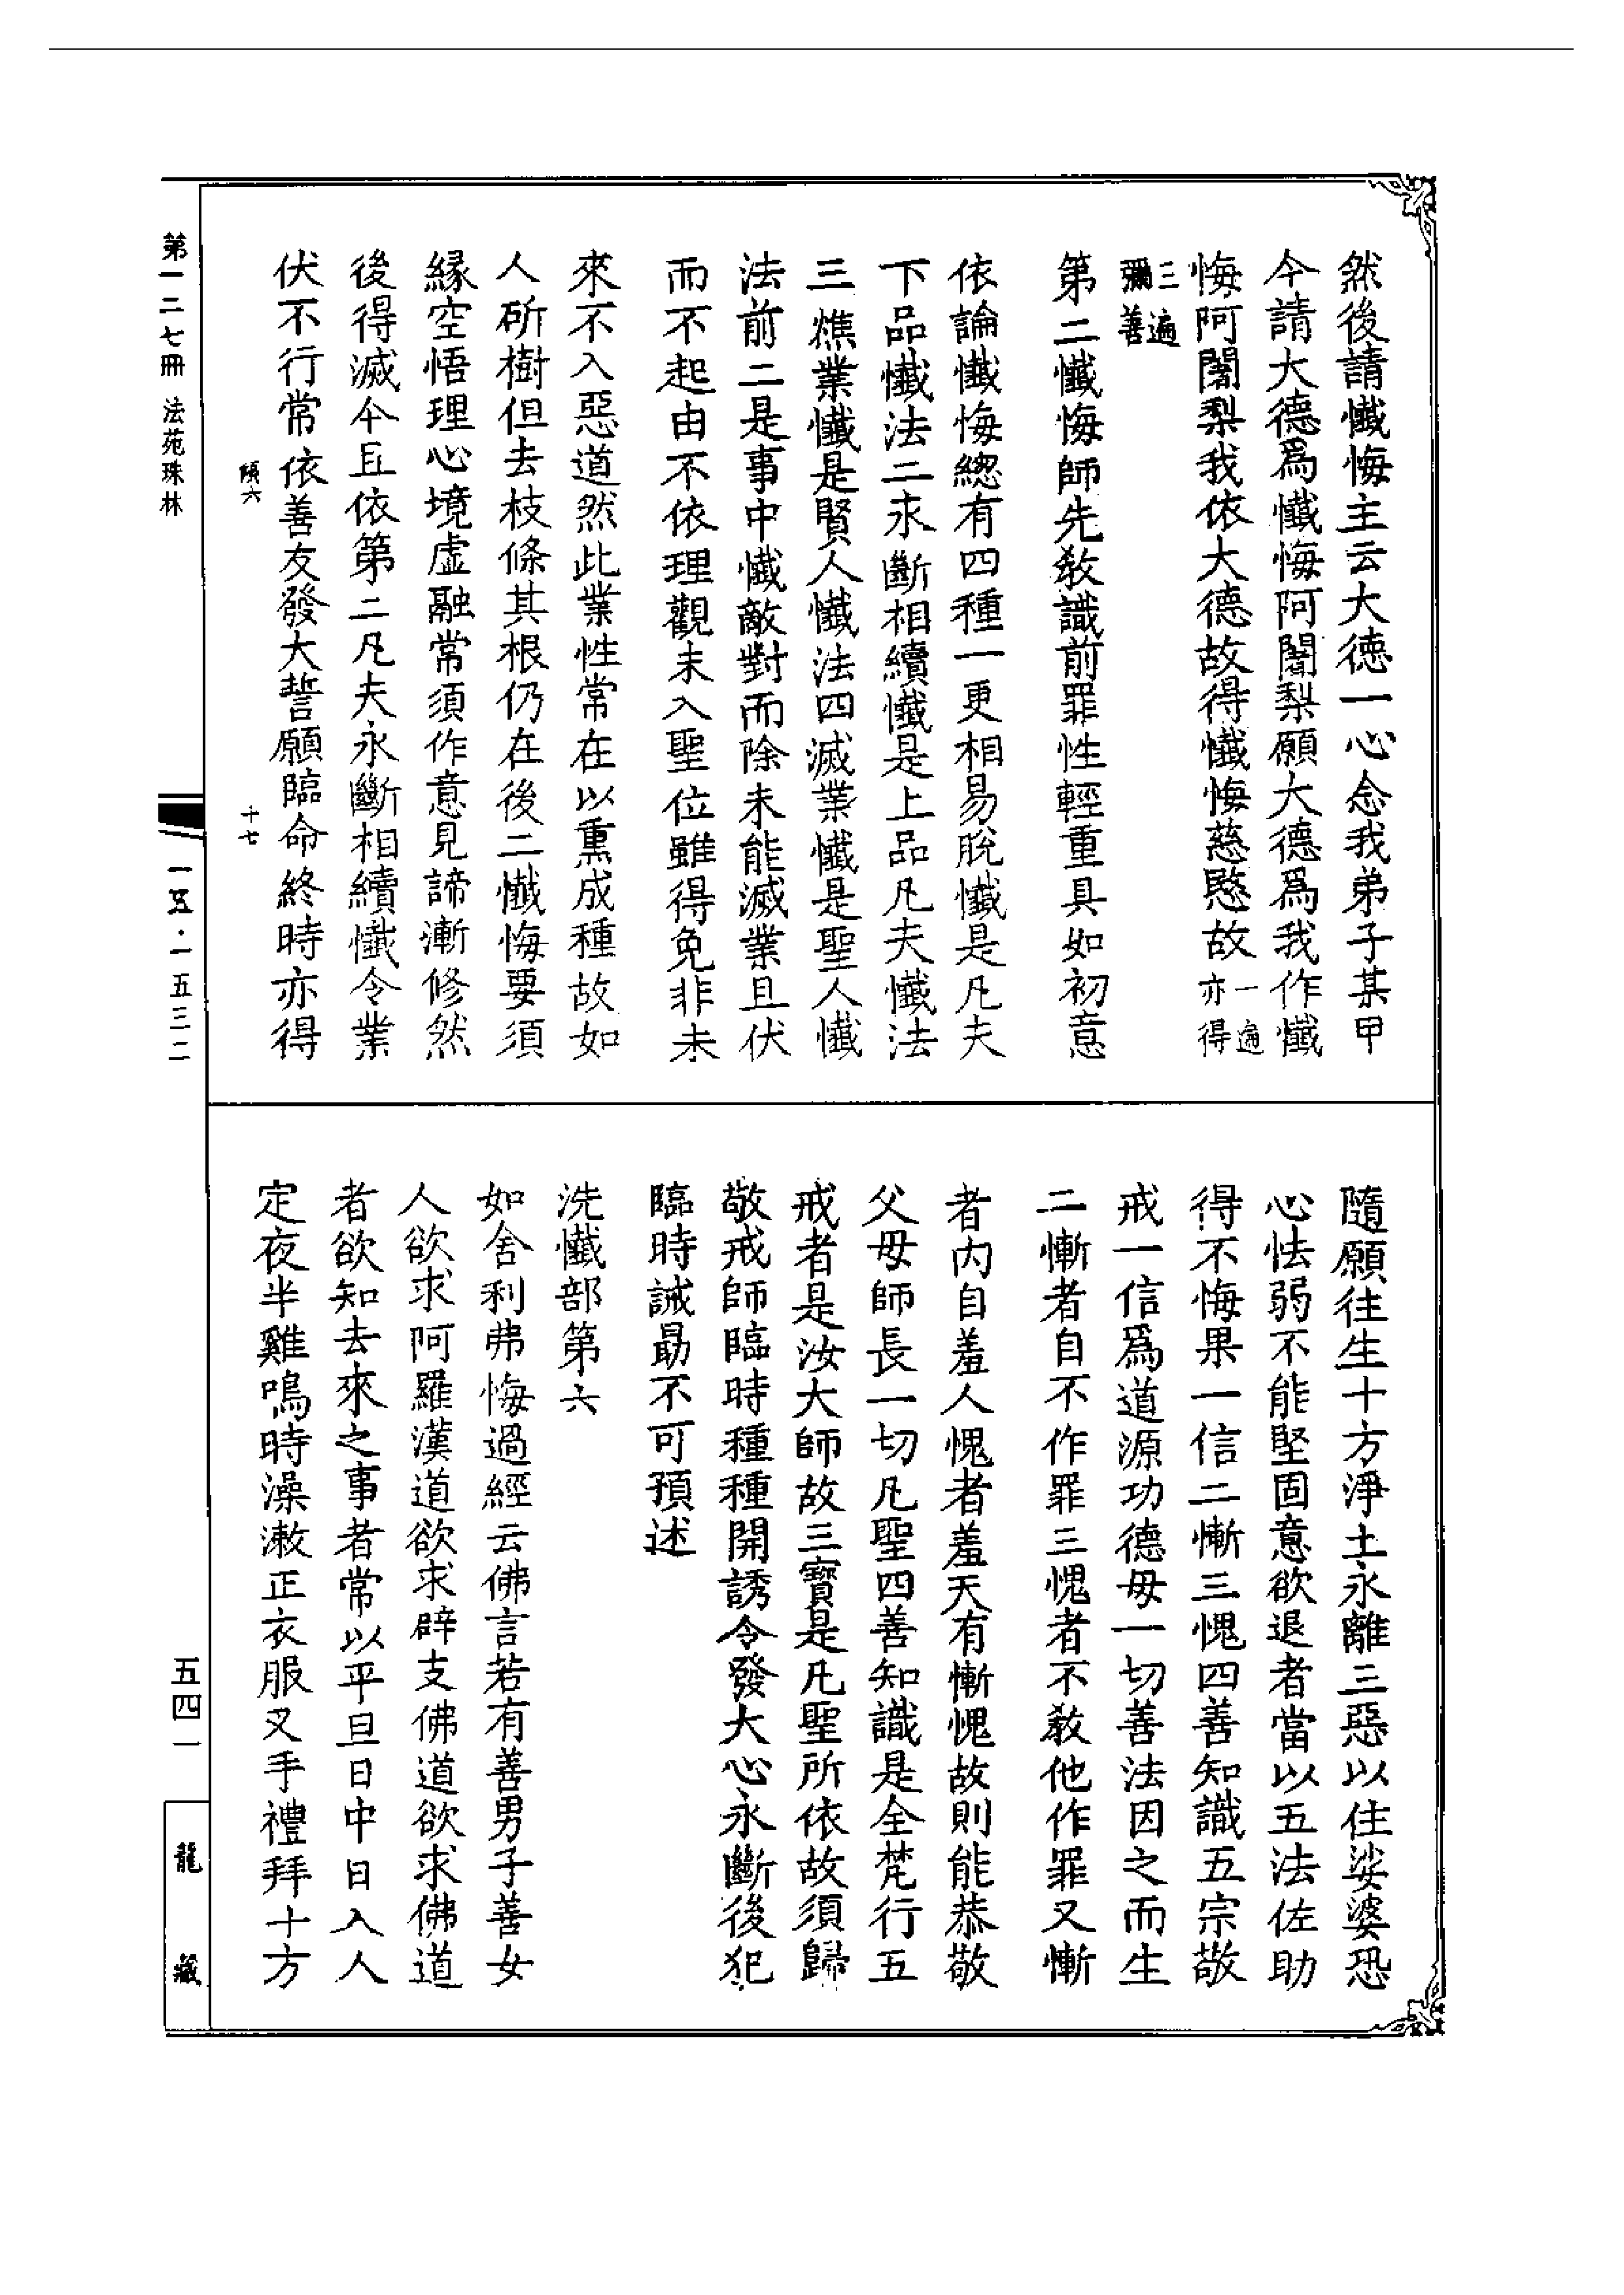 然後請懺悔主云大德一心念我弟子某甲
今請大德爲懺悔阿闍梨願大德爲我作懺
悔阿闍梨我依大德故得懺悔慈愍故一遍亦得
三遍彌善
第二懺悔師先教識前罪性輕重具如初意
依論懺悔總有四種一更相易脫懺是凡夫
下品懺法二永斷相續懺是上品凡夫懺法
三燋業懺是賢人懺法四滅業懺是聖人懺
法前二是事中懺敵對而除未能滅業且伏
而不起由不依理觀未入聖位雖得免非未
來不入惡道然此業性常在以熏成種故如
人斫樹但去枝條其根仍在後二懺悔要須
緣空悟理心境虛融常須作意見諦漸修然
後得滅今且依第二凡夫永斷相續懺令業
伏不行常依善友發大誓願臨命終時亦得
頎六
十七
隨願往生十方淨土永離三惡以住娑婆恐
心怯弱不能堅固意欲退者當以五法佐助
得不悔果一信二慚三愧四善知識五宗敬
戒一信爲道源功德母一切善法因之而生
二慚者自不作罪三愧者不教他作罪又慚
者內自羞人愧者羞天有慚愧故則能恭敬
父母師長一切凡聖四善知識是全梵行五
戒者是汝大師故三寶是凡聖所依故須歸
敬戒師臨時種種開誘令發大心永斷後犯
臨時誡勗不可預述
洗懺部第六
如舍利弗悔過經云佛言若有善男子善女
人欲求阿羅漢道欲求辟支佛道欲求佛道
者欲知去來之事者常以平旦日中日入人
定夜半雞鳴時澡漱正衣服叉手禮拜十方
第一二七冊 法苑珠林
一五·一五三二
五四一
龍藏